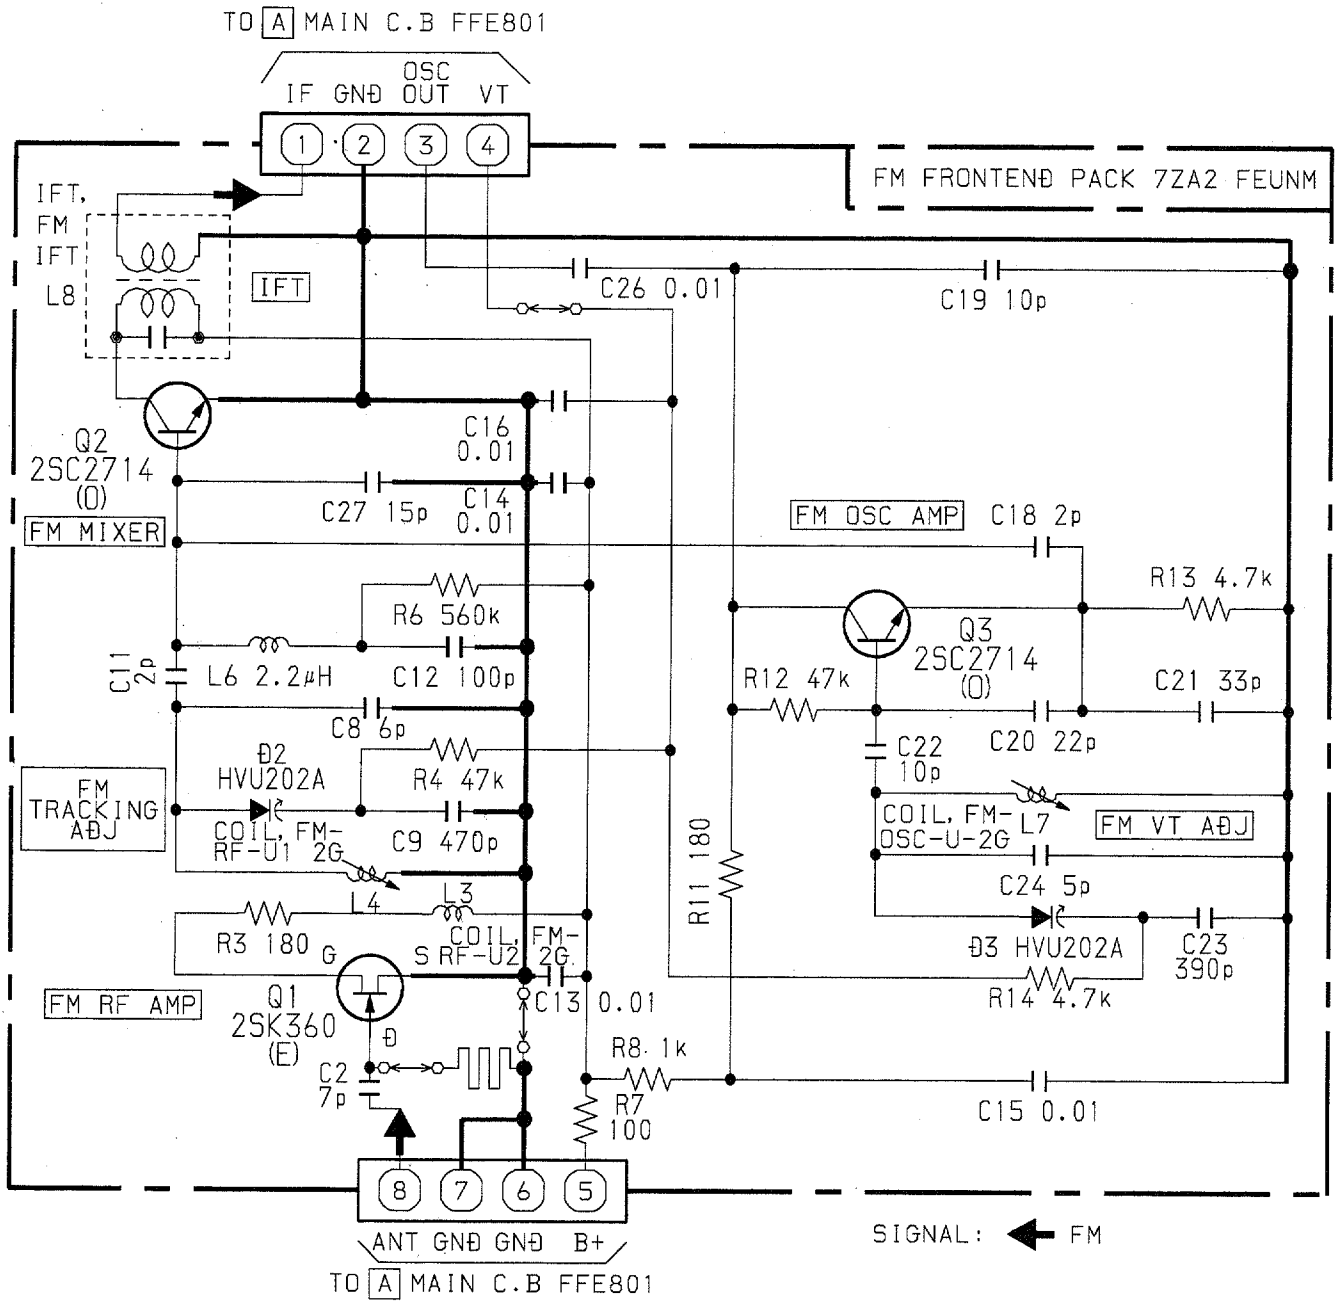 TO A MAIN C.B FFE801
OSC
IF GND OUT VT
1 2 3 4
FM FRONTEND PACK 7ZA2 FEUNM
IFT,
FM
IFT
L8
IFT
C26 0.01
C19 10p
Q2
2SC2714
(O)
FM MIXER
C16
0.01
C27 15p
C14
0.01
FM OSC AMP
C18 2p
R13 4.7k
R6 560k
Q3
2SC2714
(O)
C11
2p
L6 2.2μH
C12 100p
R12 47k
C21 33p
C8 6p
C20 22p
C22
10p
D2
HVU202A
R4 47k
FM
TRACKING
ADJ
COIL, FM-
RF-U1 2G
C9 470p
R11 180
COIL, FM-
OSC-U-2G
L7
FM VT ADJ
C24 5p
L4
L3
R3 180
COIL, FM-
RF-U2 2G
G
S
D3 HVU202A
C23
390p
R14 4.7k
FM RF AMP
Q1
2SK360
(E)
D
C13 0.01
C2
7p
R8 1k
R7
100
C15 0.01
8 7 6 5
ANT GND GND B+
TO A MAIN C.B FFE801
SIGNAL: FM